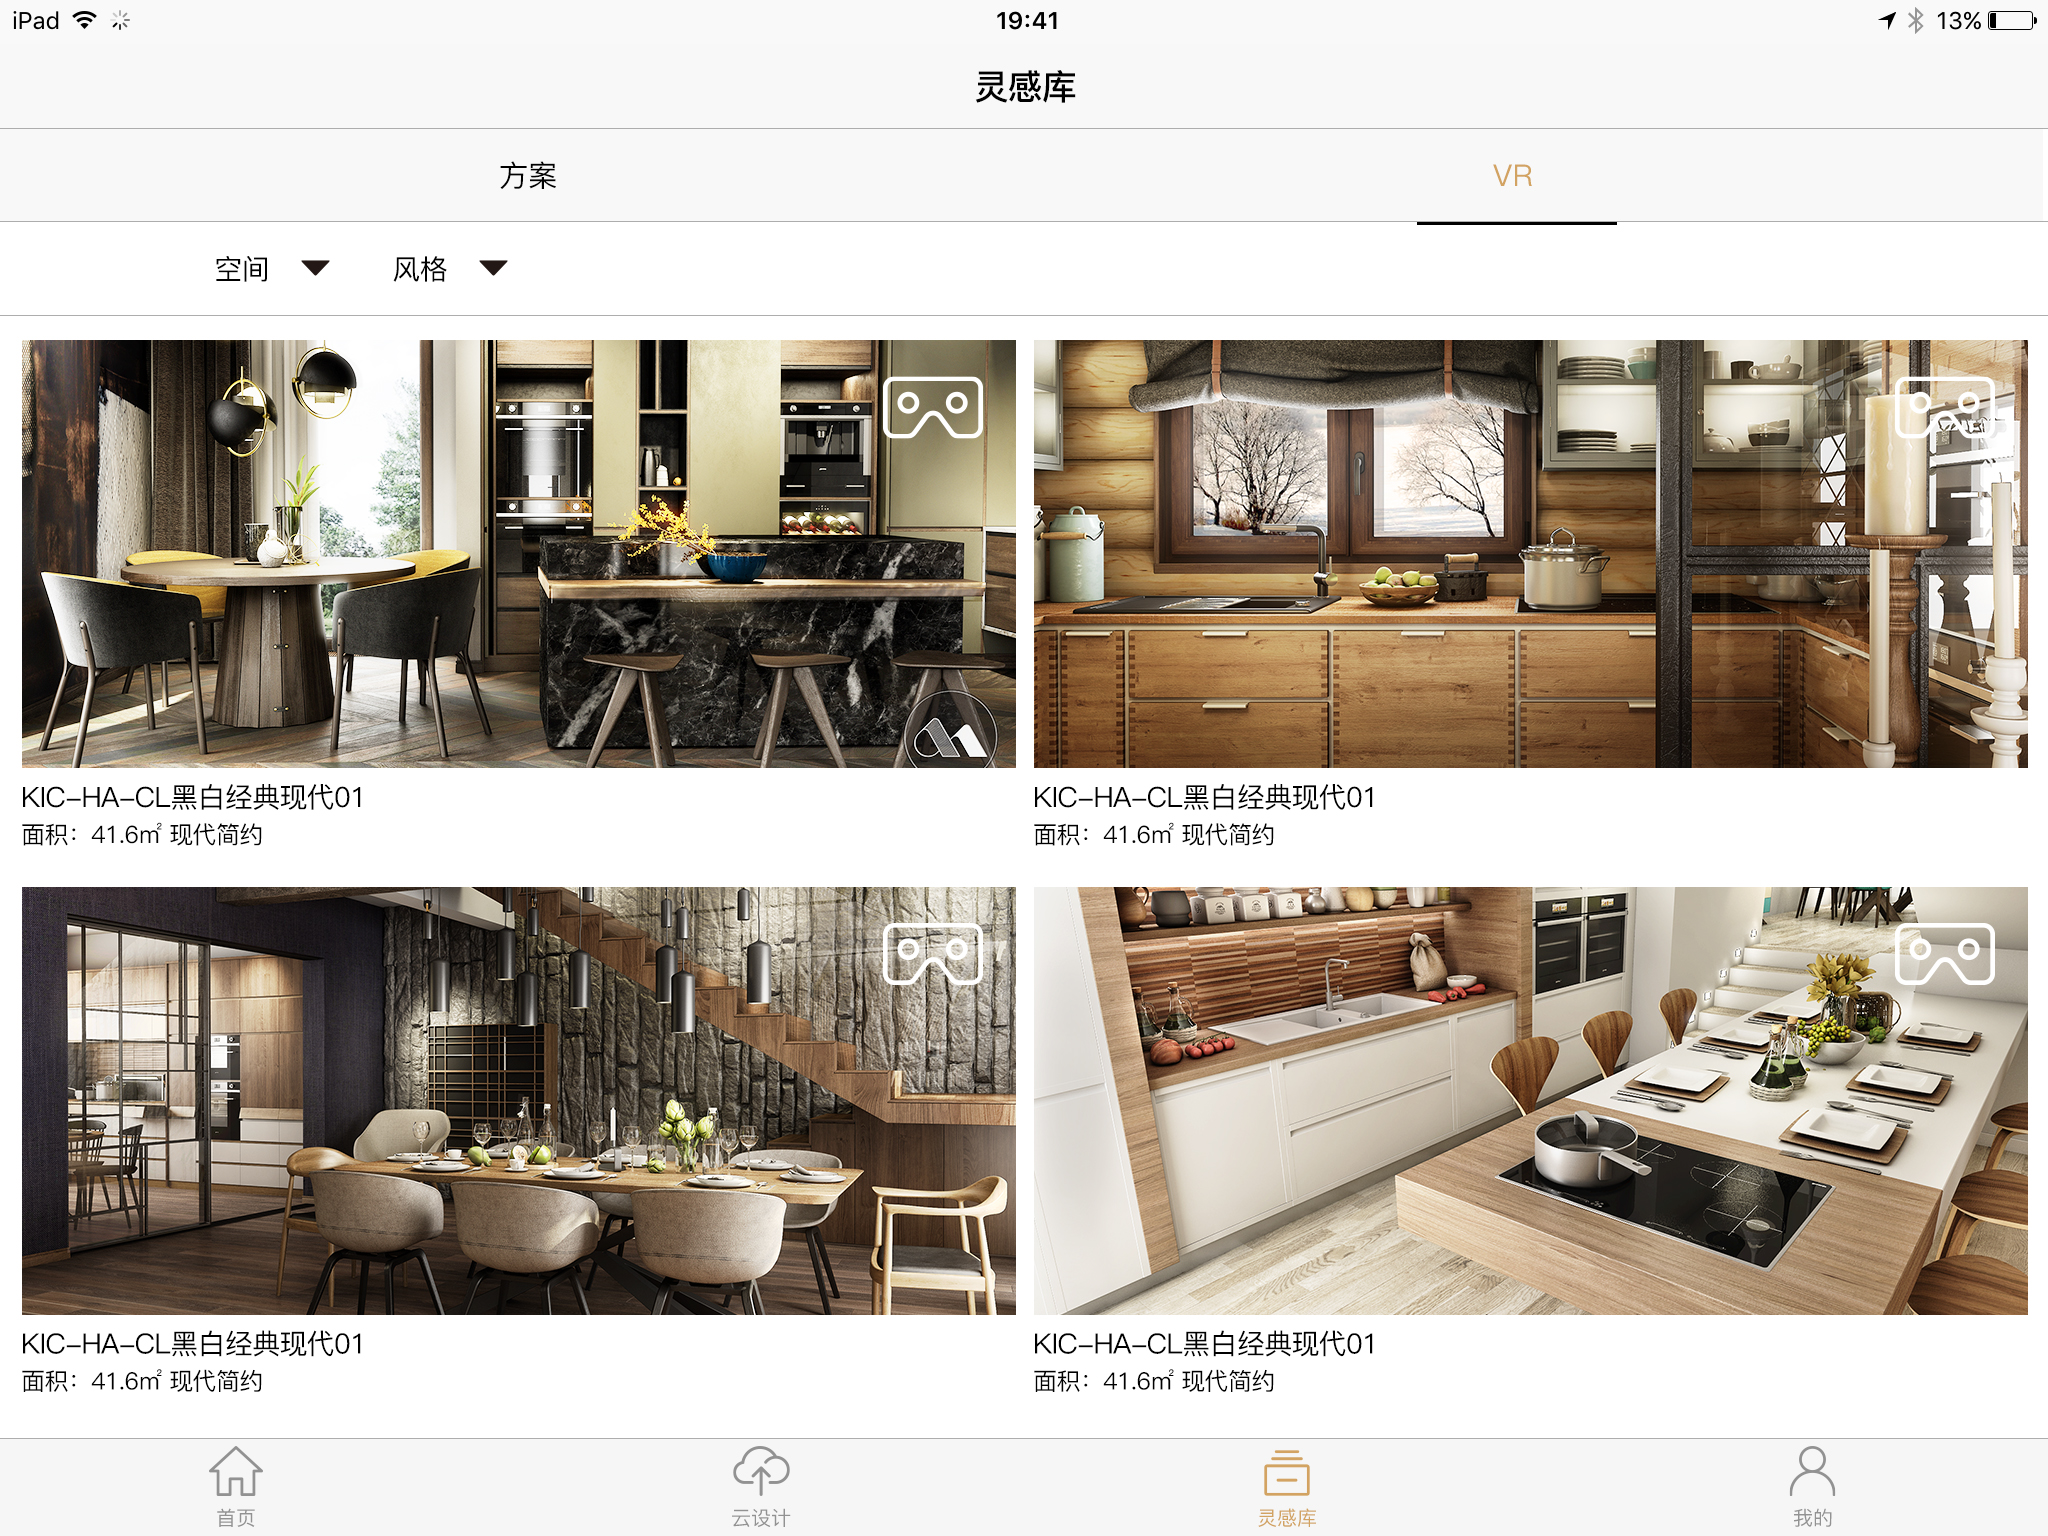 iPad 19:41 13%
灵感库
方案 VR
空间 风格
KIC-HA-CL黑白经典现代01 KIC-HA-CL黑白经典现代01
面积：41.6㎡ 现代简约 面积：41.6㎡ 现代简约
KIC-HA-CL黑白经典现代01 KIC-HA-CL黑白经典现代01
面积：41.6㎡ 现代简约 面积：41.6㎡ 现代简约
首页 云设计 灵感库 我的